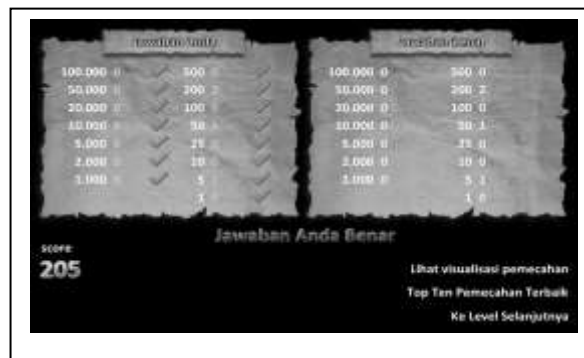 Jawaban Anda
100.000 0 500
50.000 200 2
20.000 100
10.000 50
5.000 25
2.000 10
1.000 5
1
100.000 0 500 0
50.000 0 200 2
20.000 0 100 0
10.000 0 50 1
5.000 0 25 0
2.000 0 10 0
1.000 0 5 1
1 0
Jawaban Anda Benar
score
205
Lihat visualisasi pemecahan
Top Ten Pemecahan Terbaik
Ke Level Selanjutnya